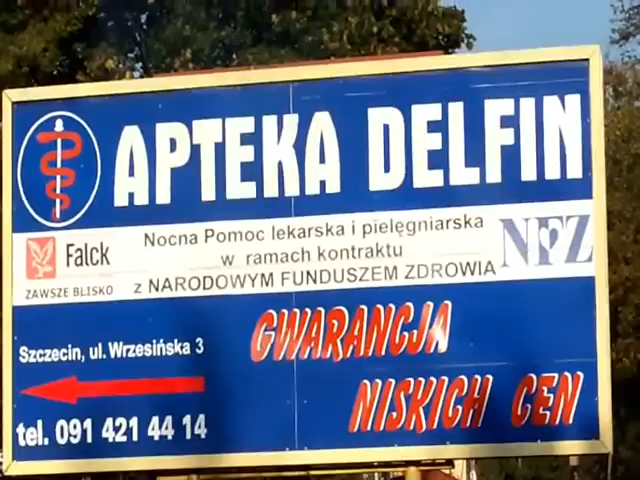 APTEKA DELFIN
Falck
ZAWSZE BLISKO
Nocna Pomoc lekarska i pielęgniarska
w ramach kontraktu
z NARODOWYM FUNDUSZEM ZDROWIA
NFZ
Szczecin, ul. Wrzesińska 3
tel. 091 421 44 14
GWARANCJA
NISKICH CEN